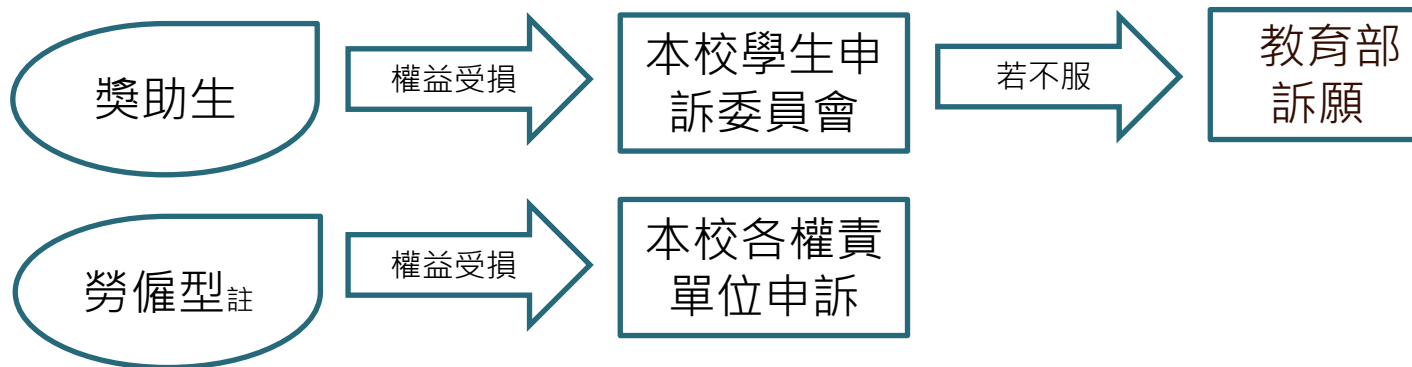 獎助生
權益受損
本校學生申
訴委員會
若不服
教育部
訴願
勞僱型註
權益受損
本校各權責
單位申訴